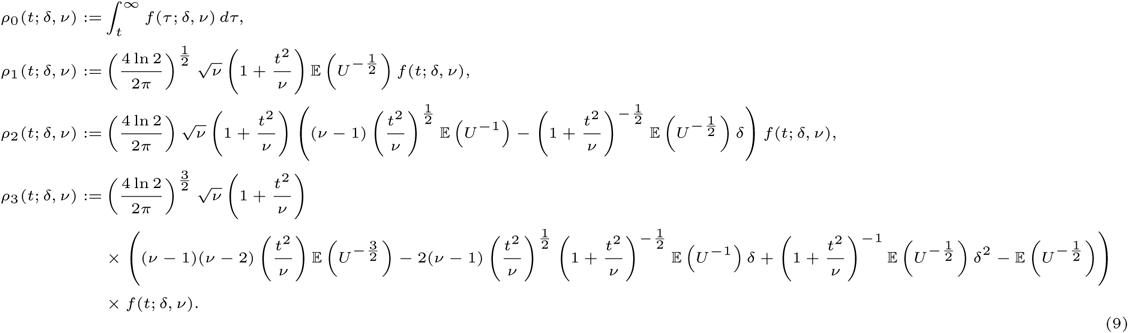 ρ₀(t; δ, ν) := ∫ₜ^∞ f(τ; δ, ν) dτ,
ρ₁(t; δ, ν) := (4 ln 2 / 2π)^{1/2} √ν (1 + t²/ν) 𝔼(U^{−1/2}) f(t; δ, ν),
ρ₂(t; δ, ν) := (4 ln 2 / 2π) √ν (1 + t²/ν) ((ν − 1) (t²/ν)^{1/2} 𝔼(U^{−1}) − (1 + t²/ν)^{−1/2} 𝔼(U^{−1/2}) δ) f(t; δ, ν),
ρ₃(t; δ, ν) := (4 ln 2 / 2π)^{3/2} √ν (1 + t²/ν)
× ((ν − 1)(ν − 2) (t²/ν) 𝔼(U^{−3/2}) − 2(ν − 1) (t²/ν)^{1/2} (1 + t²/ν)^{−1/2} 𝔼(U^{−1}) δ + (1 + t²/ν)^{−1} 𝔼(U^{−1/2}) δ² − 𝔼(U^{−1/2}))
× f(t; δ, ν).
(9)